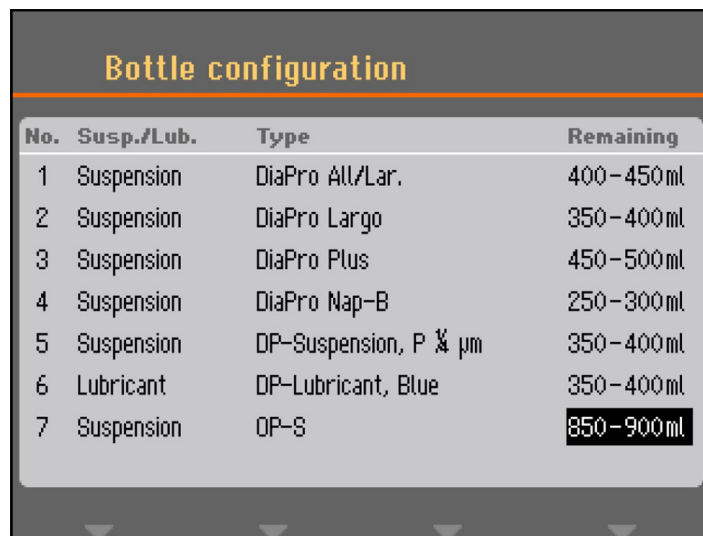 Bottle configuration
No. Susp./Lub. Type Remaining
1 Suspension DiaPro All/Lar. 400-450ml
2 Suspension DiaPro Largo 350-400ml
3 Suspension DiaPro Plus 450-500ml
4 Suspension DiaPro Nap-B 250-300ml
5 Suspension DP-Suspension, P ¼ µm 350-400ml
6 Lubricant DP-Lubricant, Blue 350-400ml
7 Suspension OP-S 850-900ml